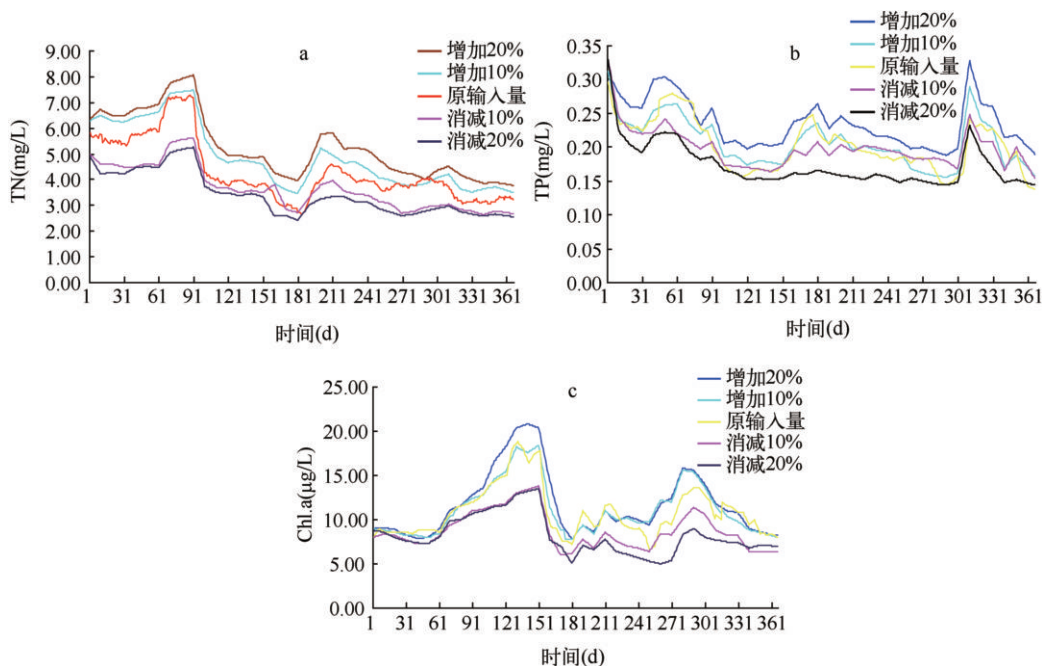 a
增加20%
增加10%
原输入量
消减10%
消减20%
TN(mg/L)
9.00
8.00
7.00
6.00
5.00
4.00
3.00
2.00
1.00
0.00
1 31 61 91 121 151 181 211 241 271 301 331 361
时间(d)
b
增加20%
增加10%
原输入量
消减10%
消减20%
TP(mg/L)
0.35
0.30
0.25
0.20
0.15
0.10
0.05
0.00
1 31 61 91 121 151 181 211 241 271 301 331 361
时间(d)
c
增加20%
增加10%
原输入量
消减10%
消减20%
Chl.a(μg/L)
25.00
20.00
15.00
10.00
5.00
0.00
1 31 61 91 121 151 181 211 241 271 301 331 361
时间(d)